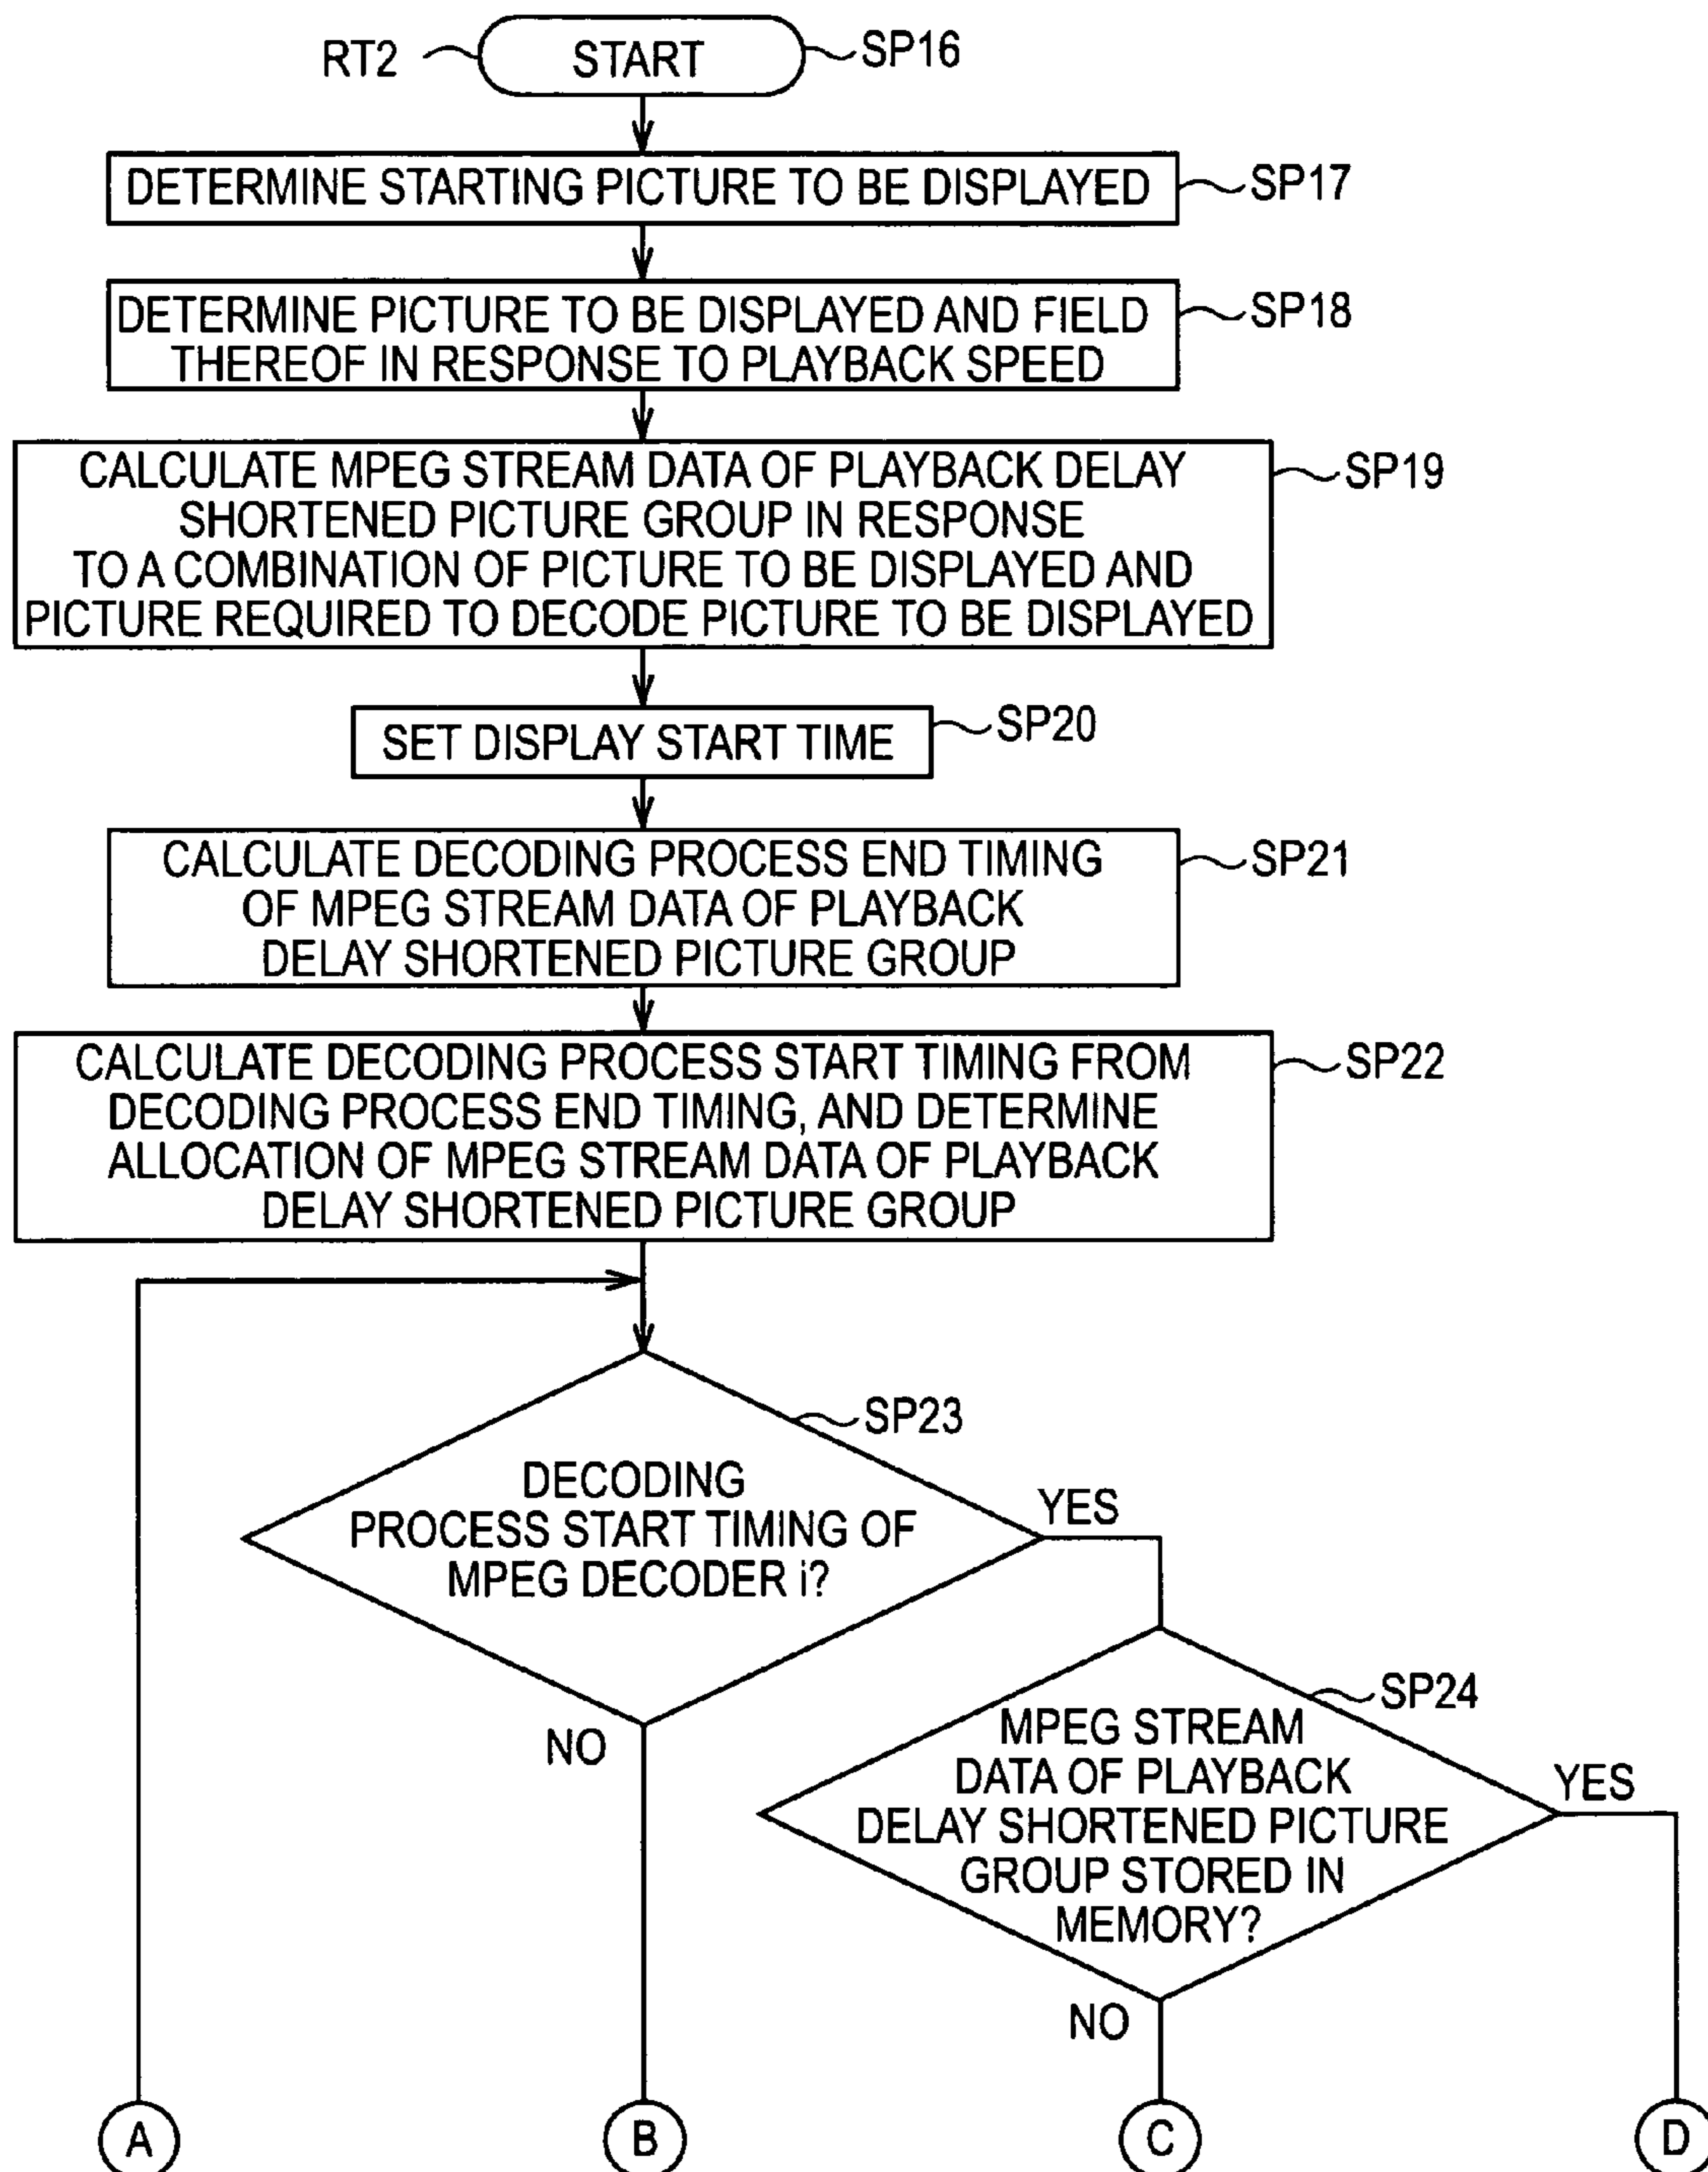 RT2
START
SP16
DETERMINE STARTING PICTURE TO BE DISPLAYED
SP17
DETERMINE PICTURE TO BE DISPLAYED AND FIELD
THEREOF IN RESPONSE TO PLAYBACK SPEED
SP18
CALCULATE MPEG STREAM DATA OF PLAYBACK DELAY
SHORTENED PICTURE GROUP IN RESPONSE
TO A COMBINATION OF PICTURE TO BE DISPLAYED AND
PICTURE REQUIRED TO DECODE PICTURE TO BE DISPLAYED
SP19
SET DISPLAY START TIME
SP20
CALCULATE DECODING PROCESS END TIMING
OF MPEG STREAM DATA OF PLAYBACK
DELAY SHORTENED PICTURE GROUP
SP21
CALCULATE DECODING PROCESS START TIMING FROM
DECODING PROCESS END TIMING, AND DETERMINE
ALLOCATION OF MPEG STREAM DATA OF PLAYBACK
DELAY SHORTENED PICTURE GROUP
SP22
SP23
DECODING
PROCESS START TIMING OF
MPEG DECODER i?
YES
NO
SP24
MPEG STREAM
DATA OF PLAYBACK
DELAY SHORTENED PICTURE
GROUP STORED IN
MEMORY?
YES
NO
A
B
C
D